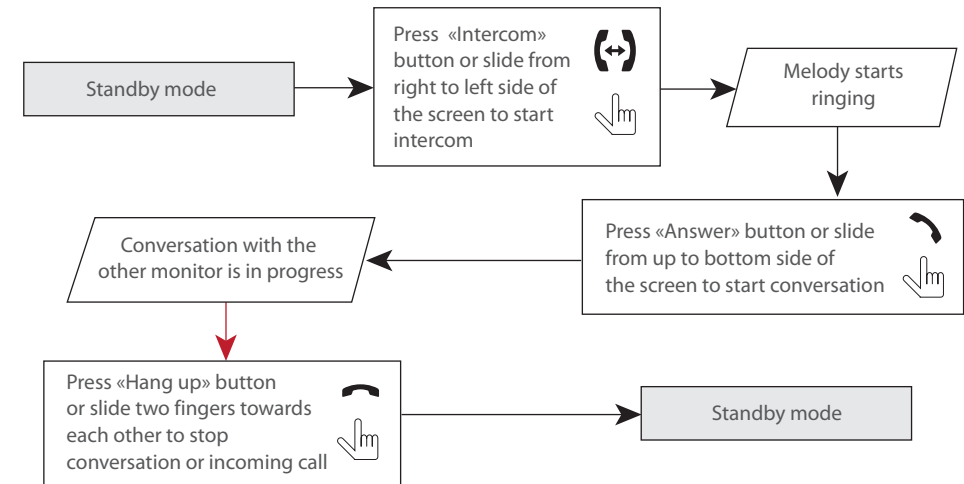 Standby mode
Press «Intercom»
button or slide from
right to left side of
the screen to start
intercom
Melody starts
ringing
Press «Answer» button or slide
from up to bottom side of
the screen to start conversation
Conversation with the
other monitor is in progress
Press «Hang up» button
or slide two fingers towards
each other to stop
conversation or incoming call
Standby mode